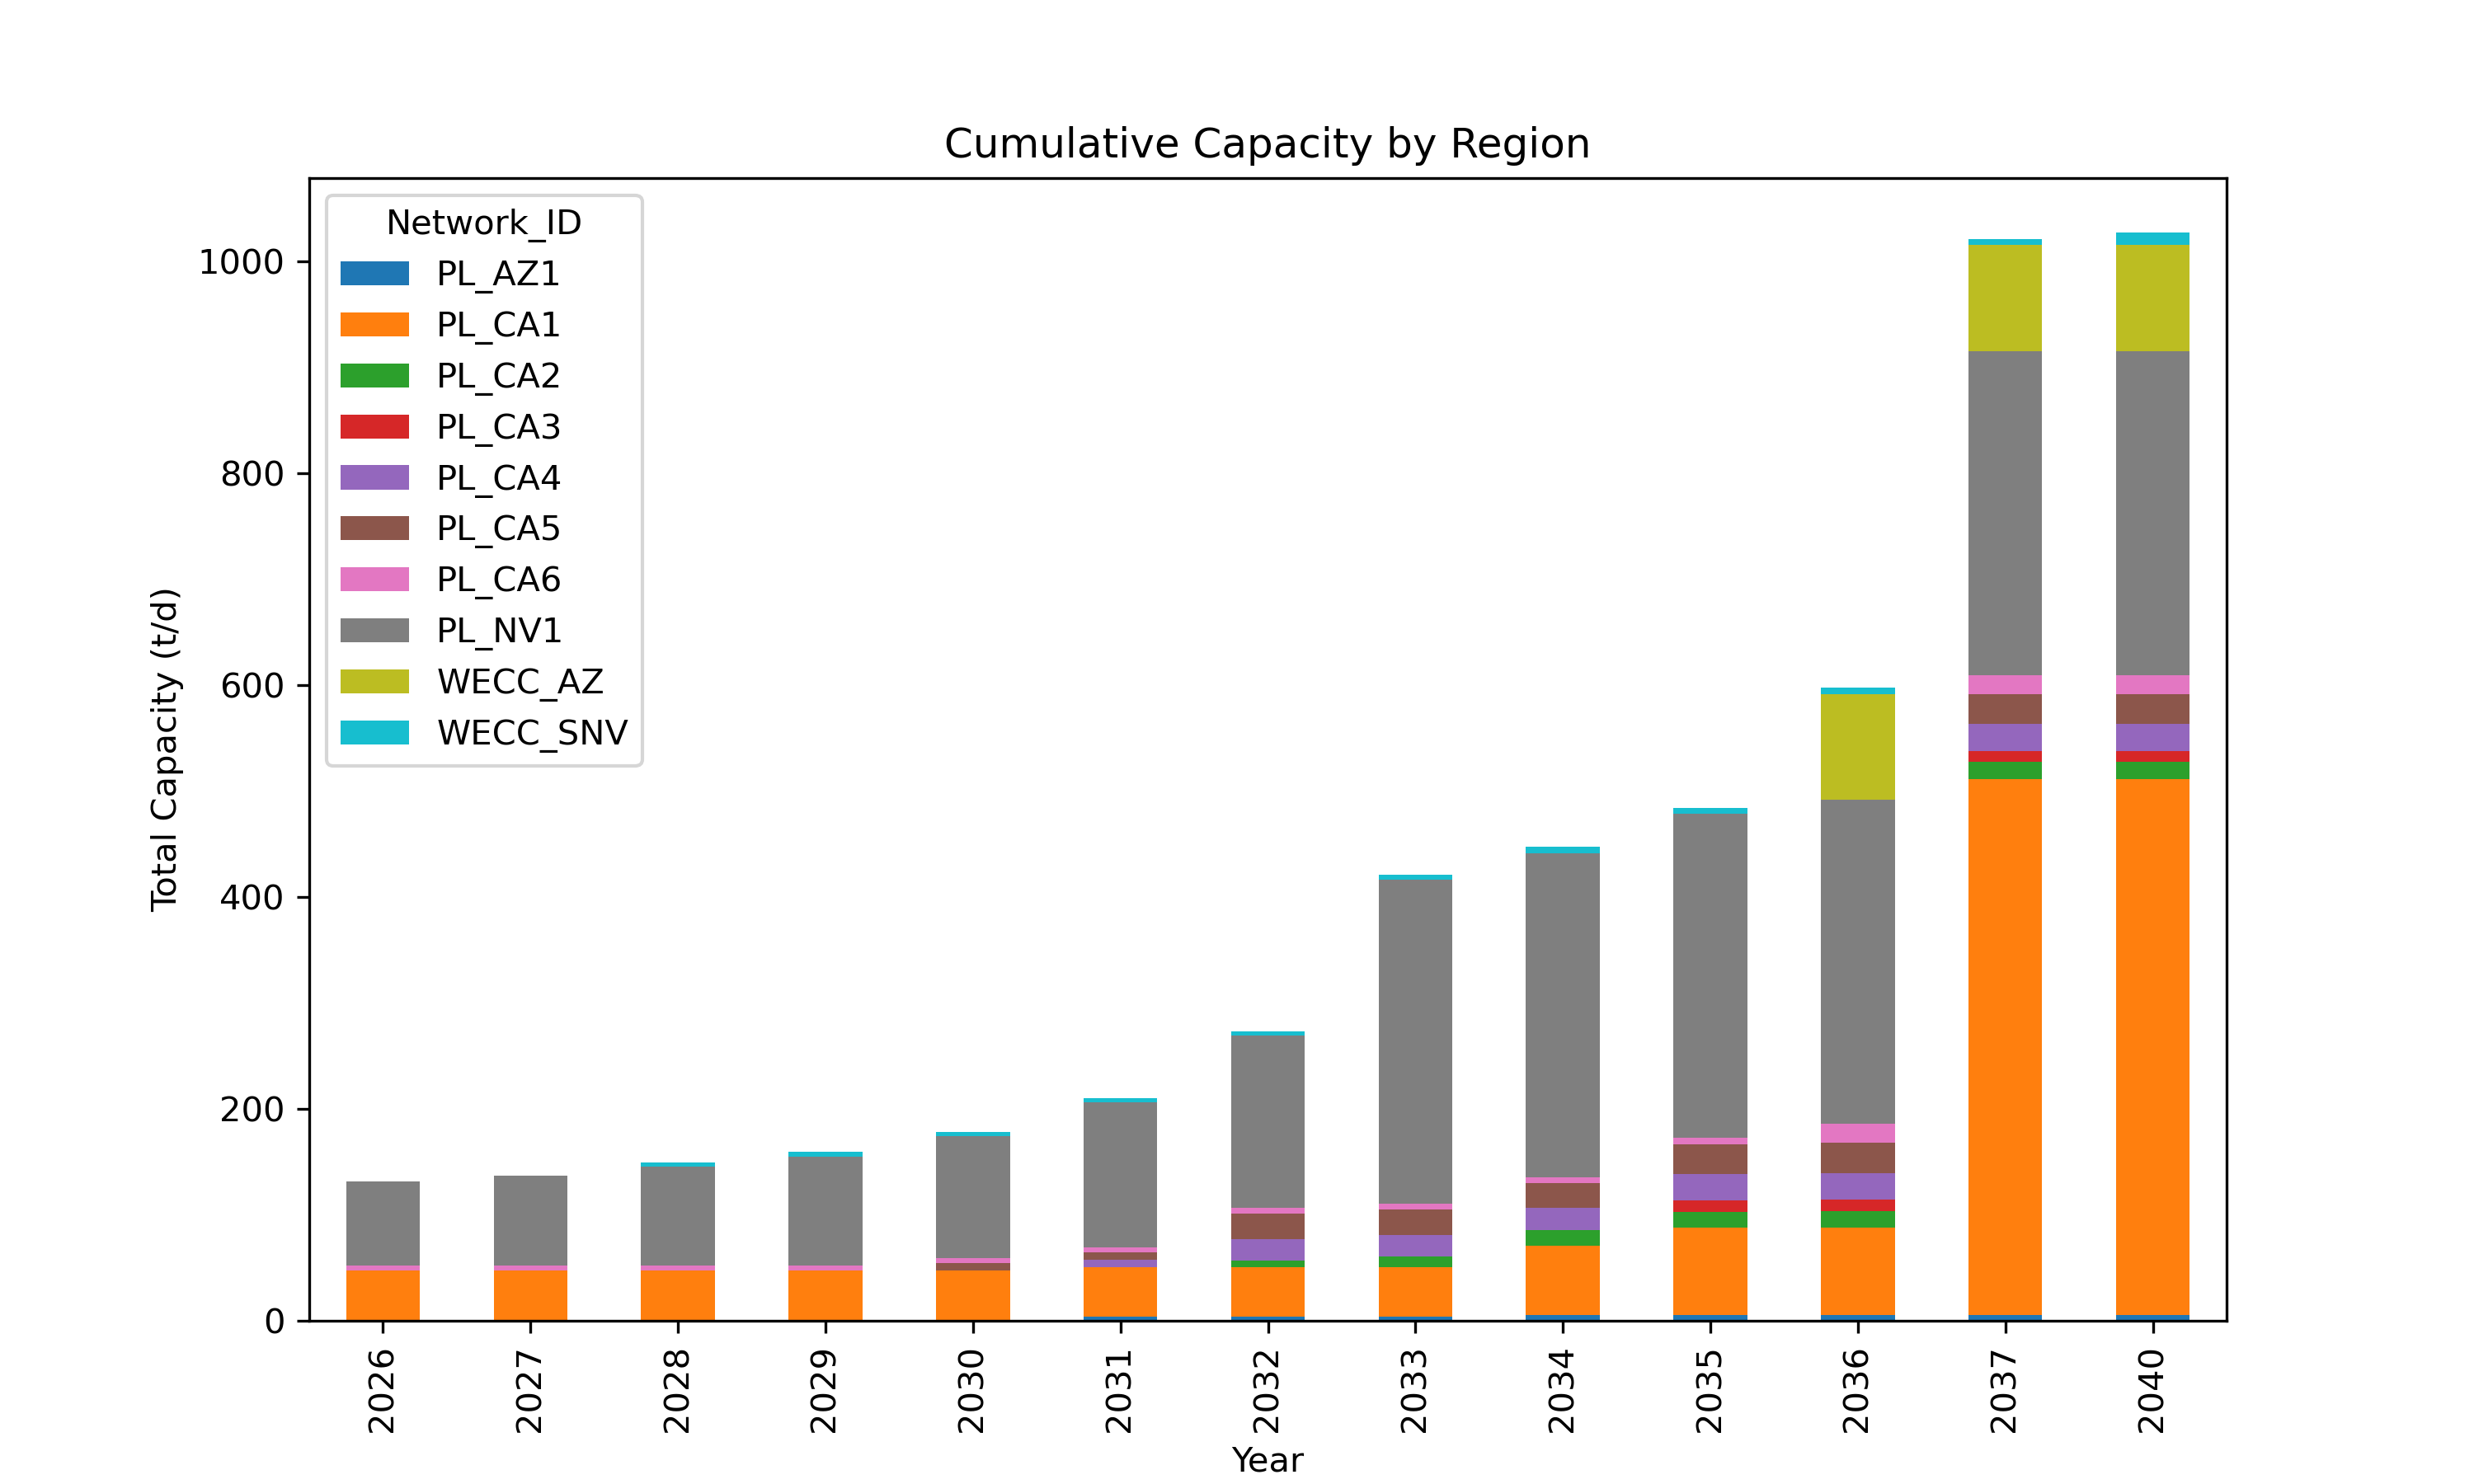 Cumulative Capacity by Region
Network_ID
PL_AZ1
PL_CA1
PL_CA2
PL_CA3
PL_CA4
PL_CA5
PL_CA6
PL_NV1
WECC_AZ
WECC_SNV
Total Capacity (t/d)
1000
800
600
400
200
0
2026
2027
2028
2029
2030
2031
2032
2033
2034
2035
2036
2037
2040
Year